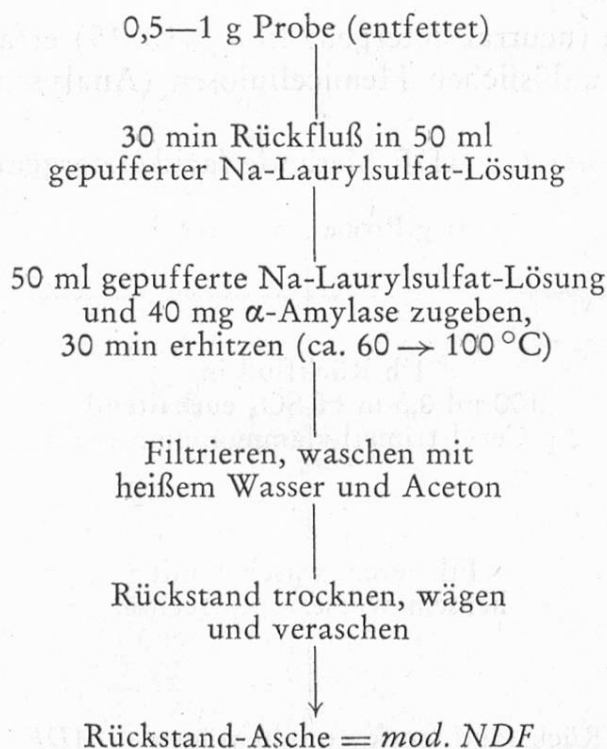 0,5—1 g Probe (entfettet)
30 min Rückfluß in 50 ml
gepufferter Na-Laurylsulfat-Lösung
50 ml gepufferte Na-Laurylsulfat-Lösung
und 40 mg α-Amylase zugeben,
30 min erhitzen (ca. 60 → 100 °C)
Filtrieren, waschen mit
heißem Wasser und Aceton
Rückstand trocknen, wägen
und veraschen
Rückstand-Asche = mod. NDF